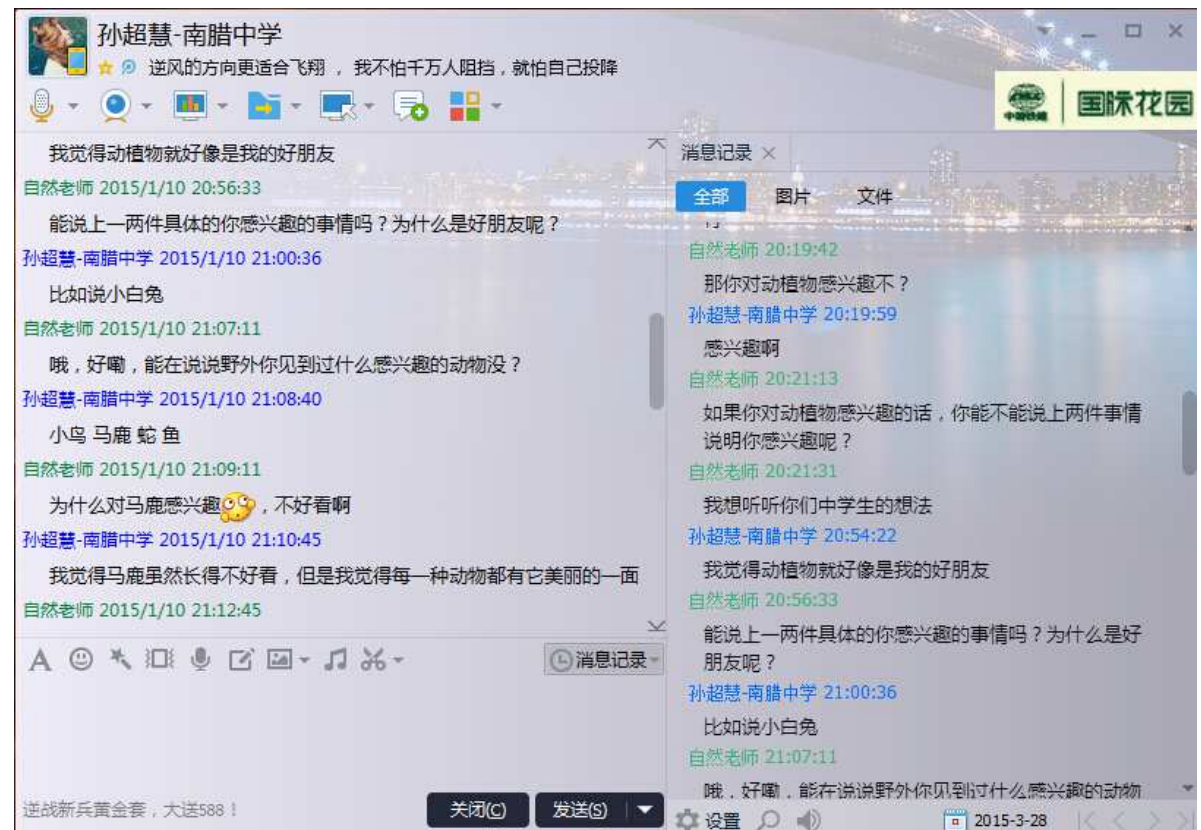 孙超慧-南腊中学
逆风的方向更适合飞翔 ，我不怕千万人阻挡，就怕自己投降
国际花园
我觉得动植物就好像是我的好朋友
自然老师 2015/1/10 20:56:33
能说上一两件具体的你感兴趣的事情吗？为什么是好朋友呢？
孙超慧-南腊中学 2015/1/10 21:00:36
比如说小白兔
自然老师 2015/1/10 21:07:11
哦，好嘞，能在说说野外你见到过什么感兴趣的动物没？
孙超慧-南腊中学 2015/1/10 21:08:40
小鸟 马鹿 蛇 鱼
自然老师 2015/1/10 21:09:11
为什么对马鹿感兴趣，不好看啊
孙超慧-南腊中学 2015/1/10 21:10:45
我觉得马鹿虽然长得不好看，但是我觉得每一种动物都有它美丽的一面
自然老师 2015/1/10 21:12:45
消息记录
逆战新兵黄金套，大送588！
关闭(C)
发送(S)
消息记录 ×
全部 图片 文件
自然老师 20:19:42
那你对动植物感兴趣不？
孙超慧-南腊中学 20:19:59
感兴趣啊
自然老师 20:21:13
如果你对动植物感兴趣的话，你能不能说上两件事情
说明你感兴趣呢？
自然老师 20:21:31
我想听听你们中学生的想法
孙超慧-南腊中学 20:54:22
我觉得动植物就好像是我的好朋友
自然老师 20:56:33
能说上一两件具体的你感兴趣的事情吗？为什么是好
朋友呢？
孙超慧-南腊中学 21:00:36
比如说小白兔
自然老师 21:07:11
哦，好嘞，能在说说野外你见到过什么感兴趣的动物
设置
2015-3-28